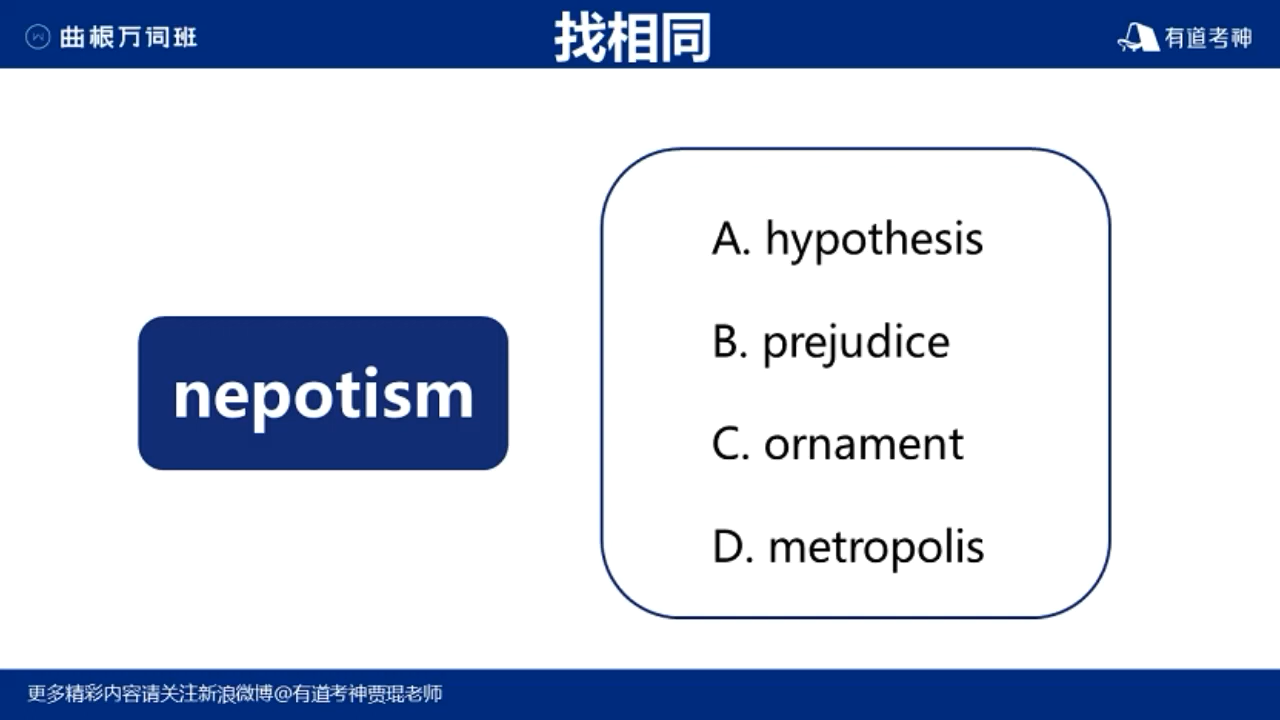 曲根万词班
找相同
有道考神
nepotism
A. hypothesis
B. prejudice
C. ornament
D. metropolis
更多精彩内容请关注新浪微博@有道考神贾琨老师